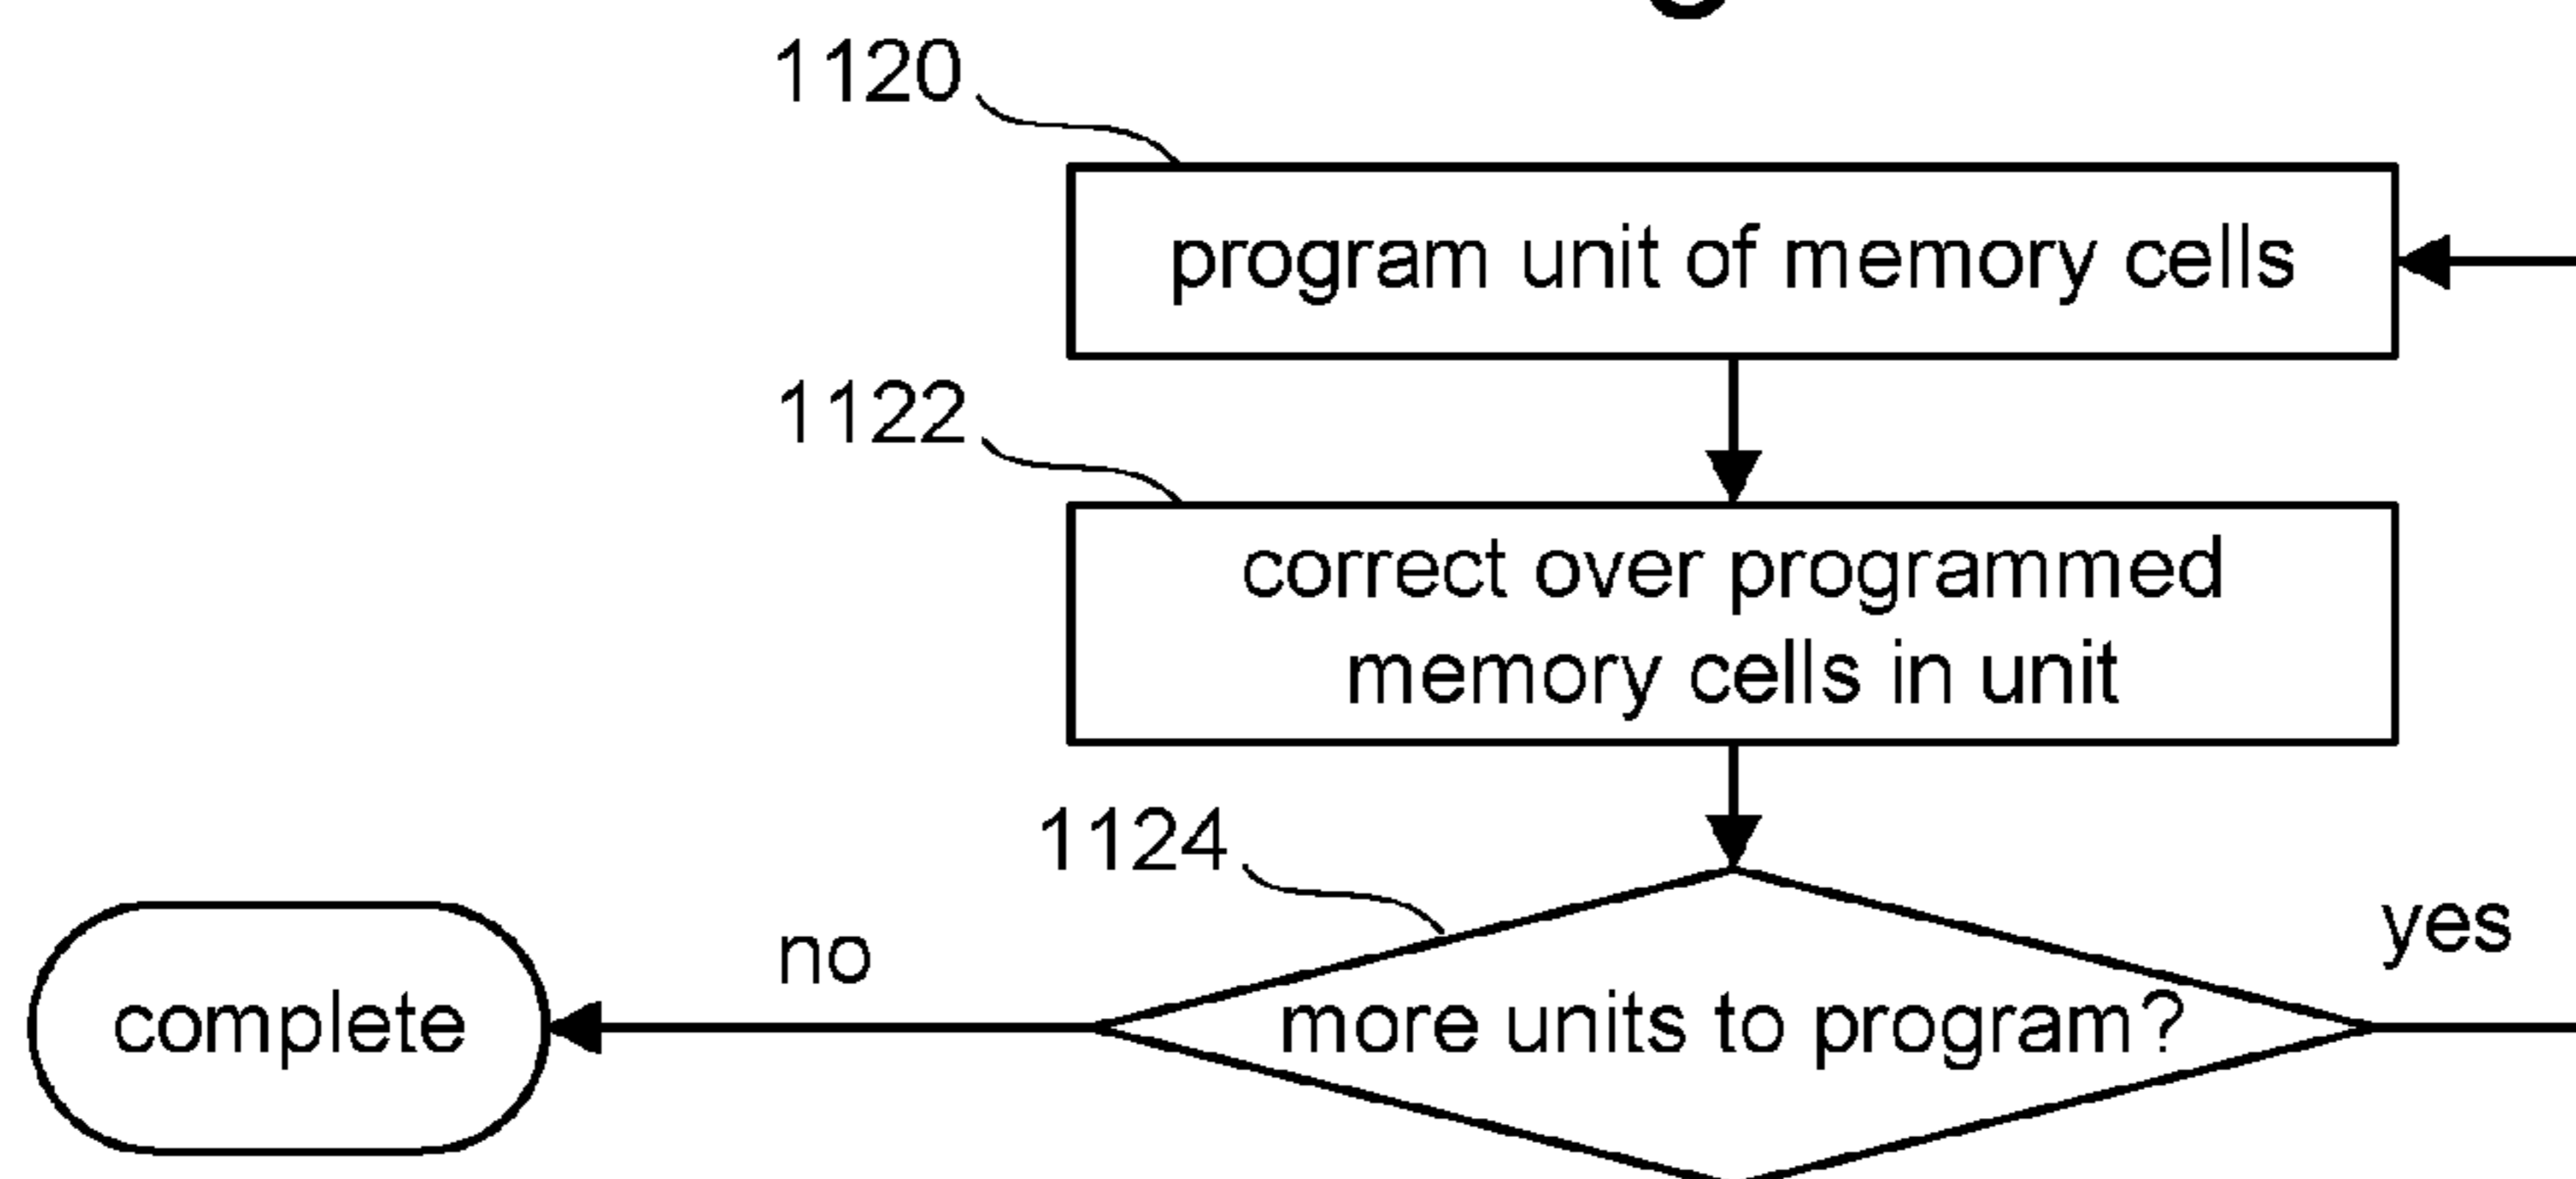 1120
program unit of memory cells
1122
correct over programmed
memory cells in unit
1124
yes
no
complete
more units to program?